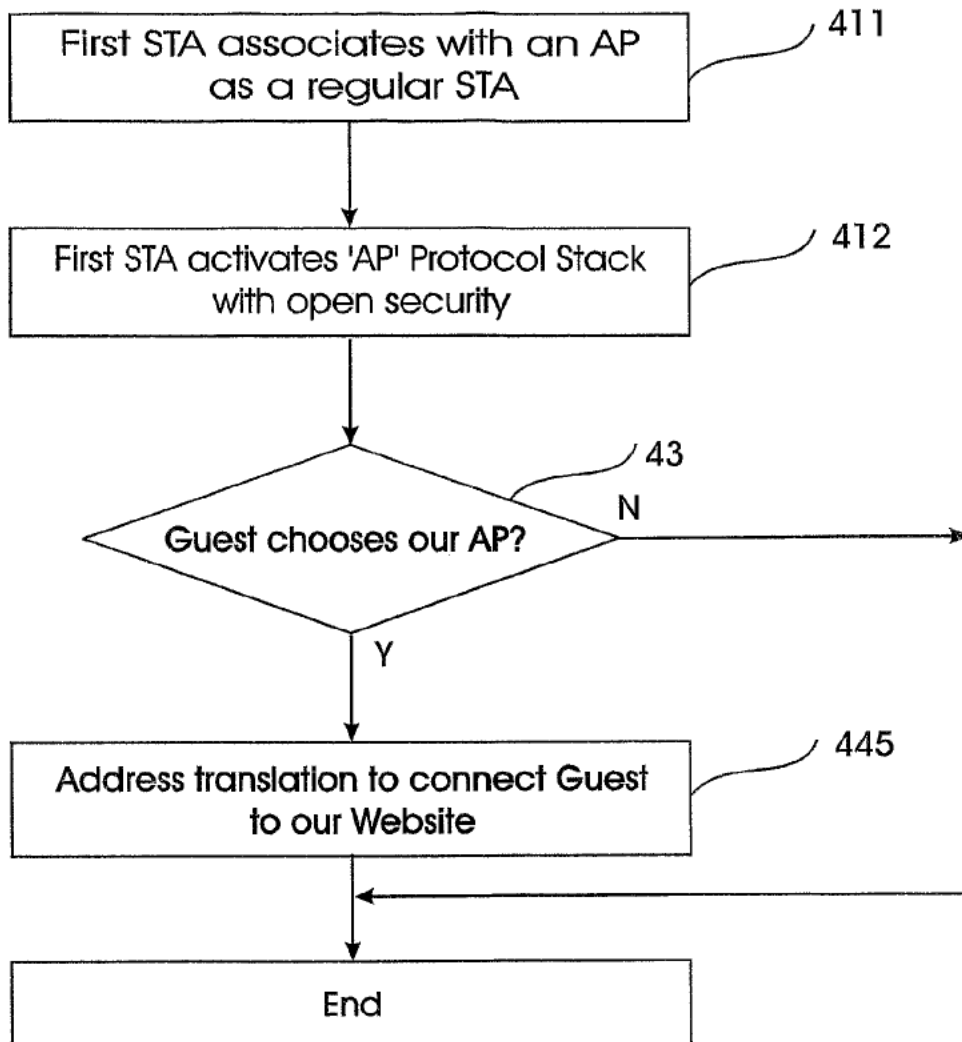 First STA associates with an AP
as a regular STA
411
First STA activates 'AP' Protocol Stack
with open security
412
43
Guest chooses our AP?
N
Y
Address translation to connect Guest
to our Website
445
End